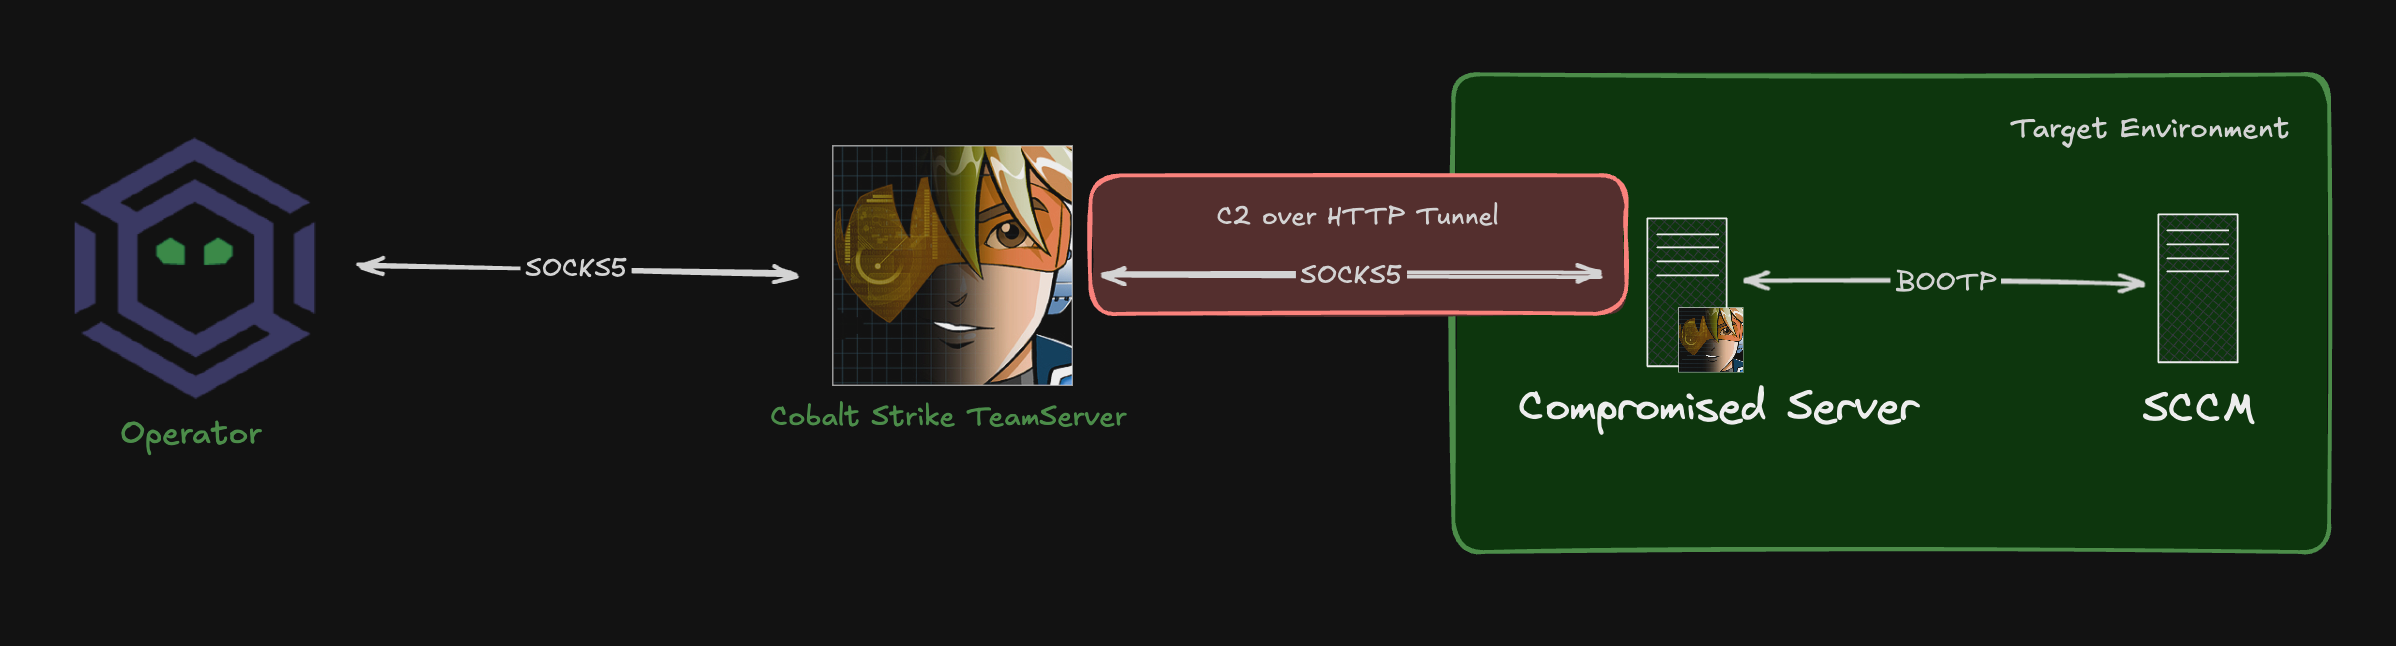 Target Environment
C2 over HTTP Tunnel
SOCKS5
SOCKS5
BOOTP
Operator
Cobalt Strike TeamServer
Compromised Server
SCCM